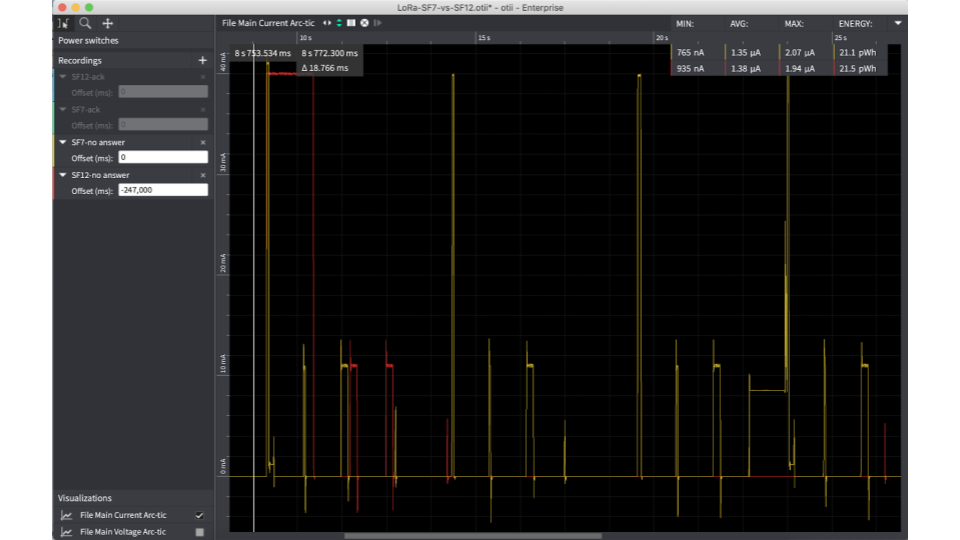 LoRa-SF7-vs-SF12.otii* - otii - Enterprise
File Main Current Arc-tic
MIN: AVG: MAX: ENERGY:
Power switches
10 s 15 s 20 s 25 s
Recordings +
8 s 753.534 ms 8 s 772.300 ms
Δ 18.766 ms
765 nA 1.35 µA 2.07 µA 21.1 pWh
935 nA 1.38 µA 1.94 µA 21.5 pWh
SF12-ack ×
Offset (ms): 0
SF7-ack ×
Offset (ms): 0
SF7-no answer ×
Offset (ms): 0
SF12-no answer ×
Offset (ms): -247,000
40 mA
30 mA
20 mA
10 mA
0 mA
Visualizations
File Main Current Arc-tic
File Main Voltage Arc-tic